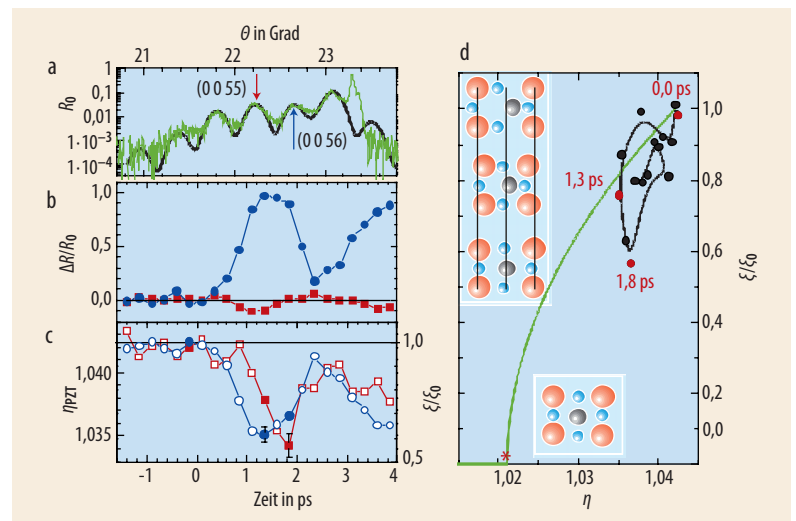 θ in Grad
21 22 23
a
R₀
1
0,1
0,01
1·10⁻³
1·10⁻⁴
(0 0 55)
(0 0 56)
b
ΔR/R₀
1,0
0,5
0,0
c
ηPZT
1,040
1,035
1,0
ξ/ξ₀
0,5
-1 0 1 2 3 4
Zeit in ps
d
0,0 ps
1,3 ps
1,8 ps
1,0
0,8
0,6
0,4
0,2
0,0
ξ/ξ₀
*
1,02 1,03 1,04
η